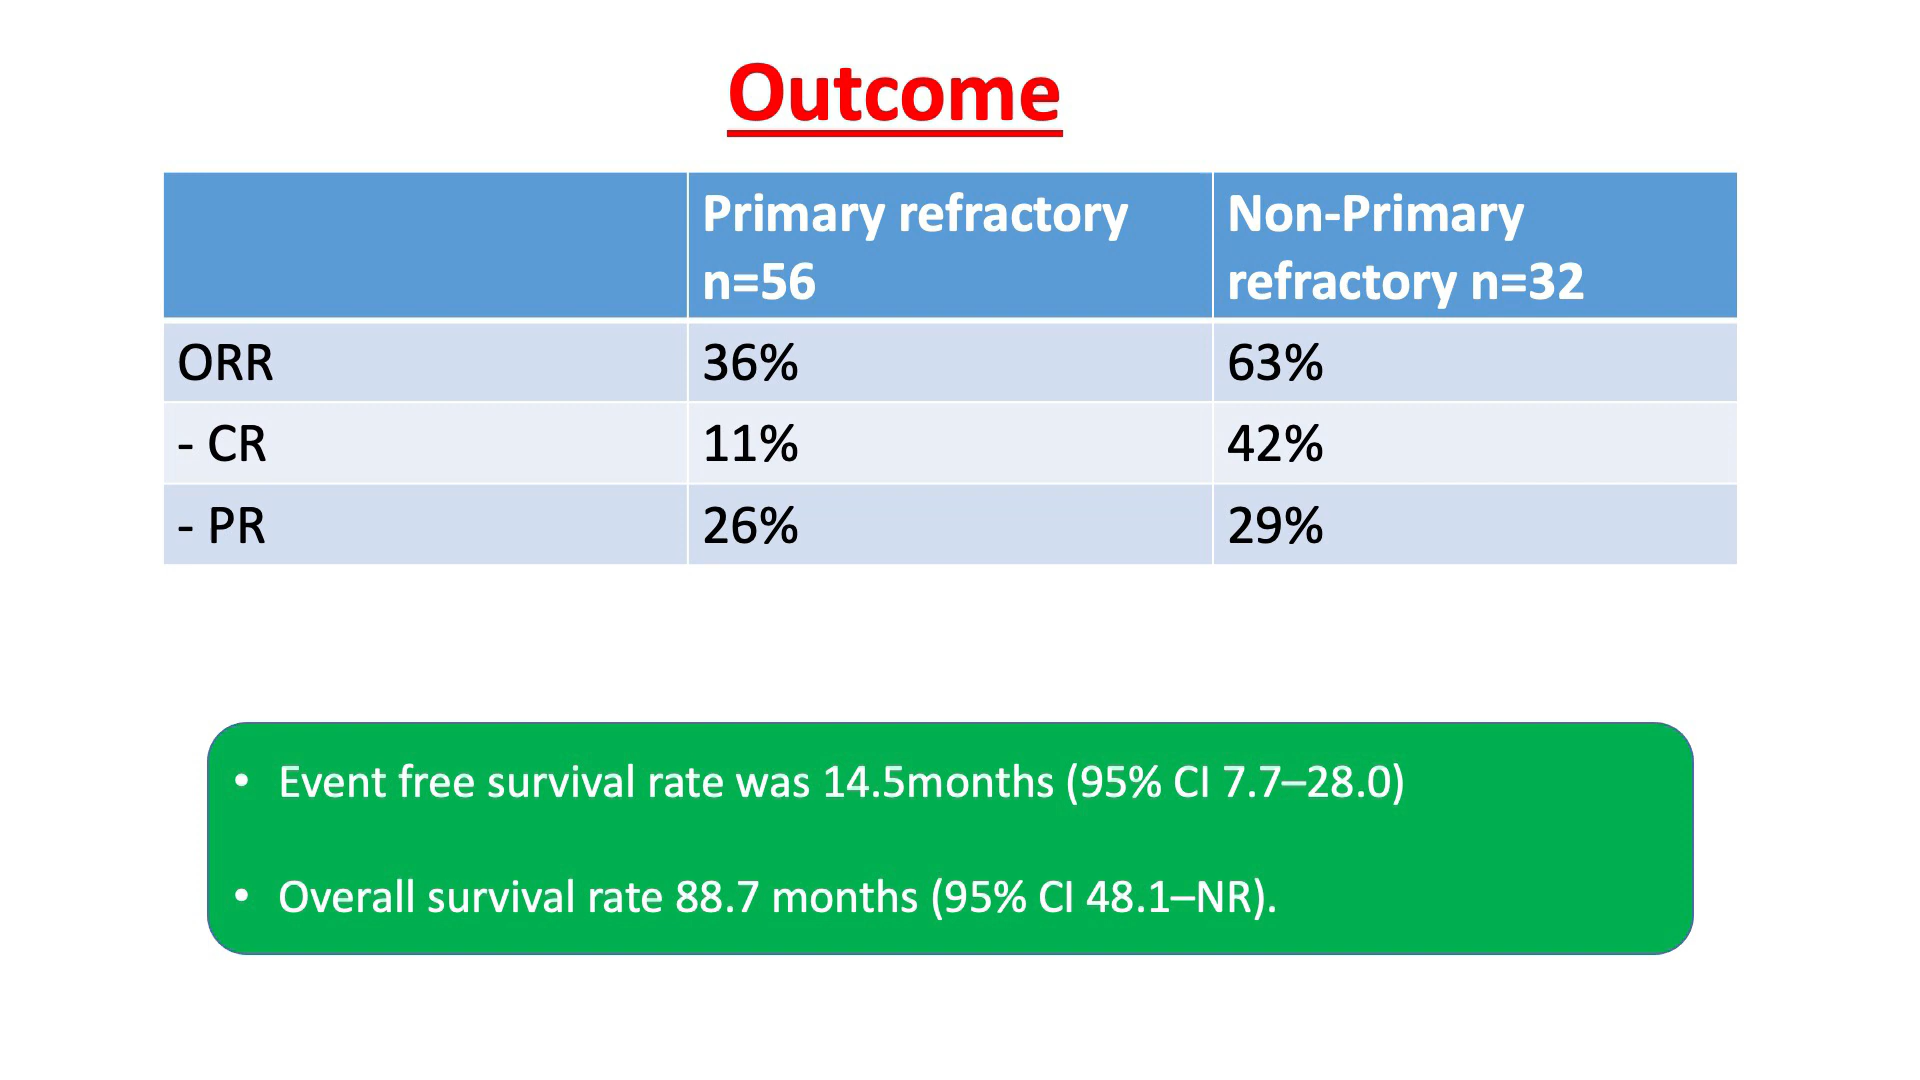 Outcome
Primary refractory
n=56
Non-Primary
refractory n=32
ORR 36% 63%
- CR 11% 42%
- PR 26% 29%
• Event free survival rate was 14.5months (95% CI 7.7–28.0)
• Overall survival rate 88.7 months (95% CI 48.1–NR).